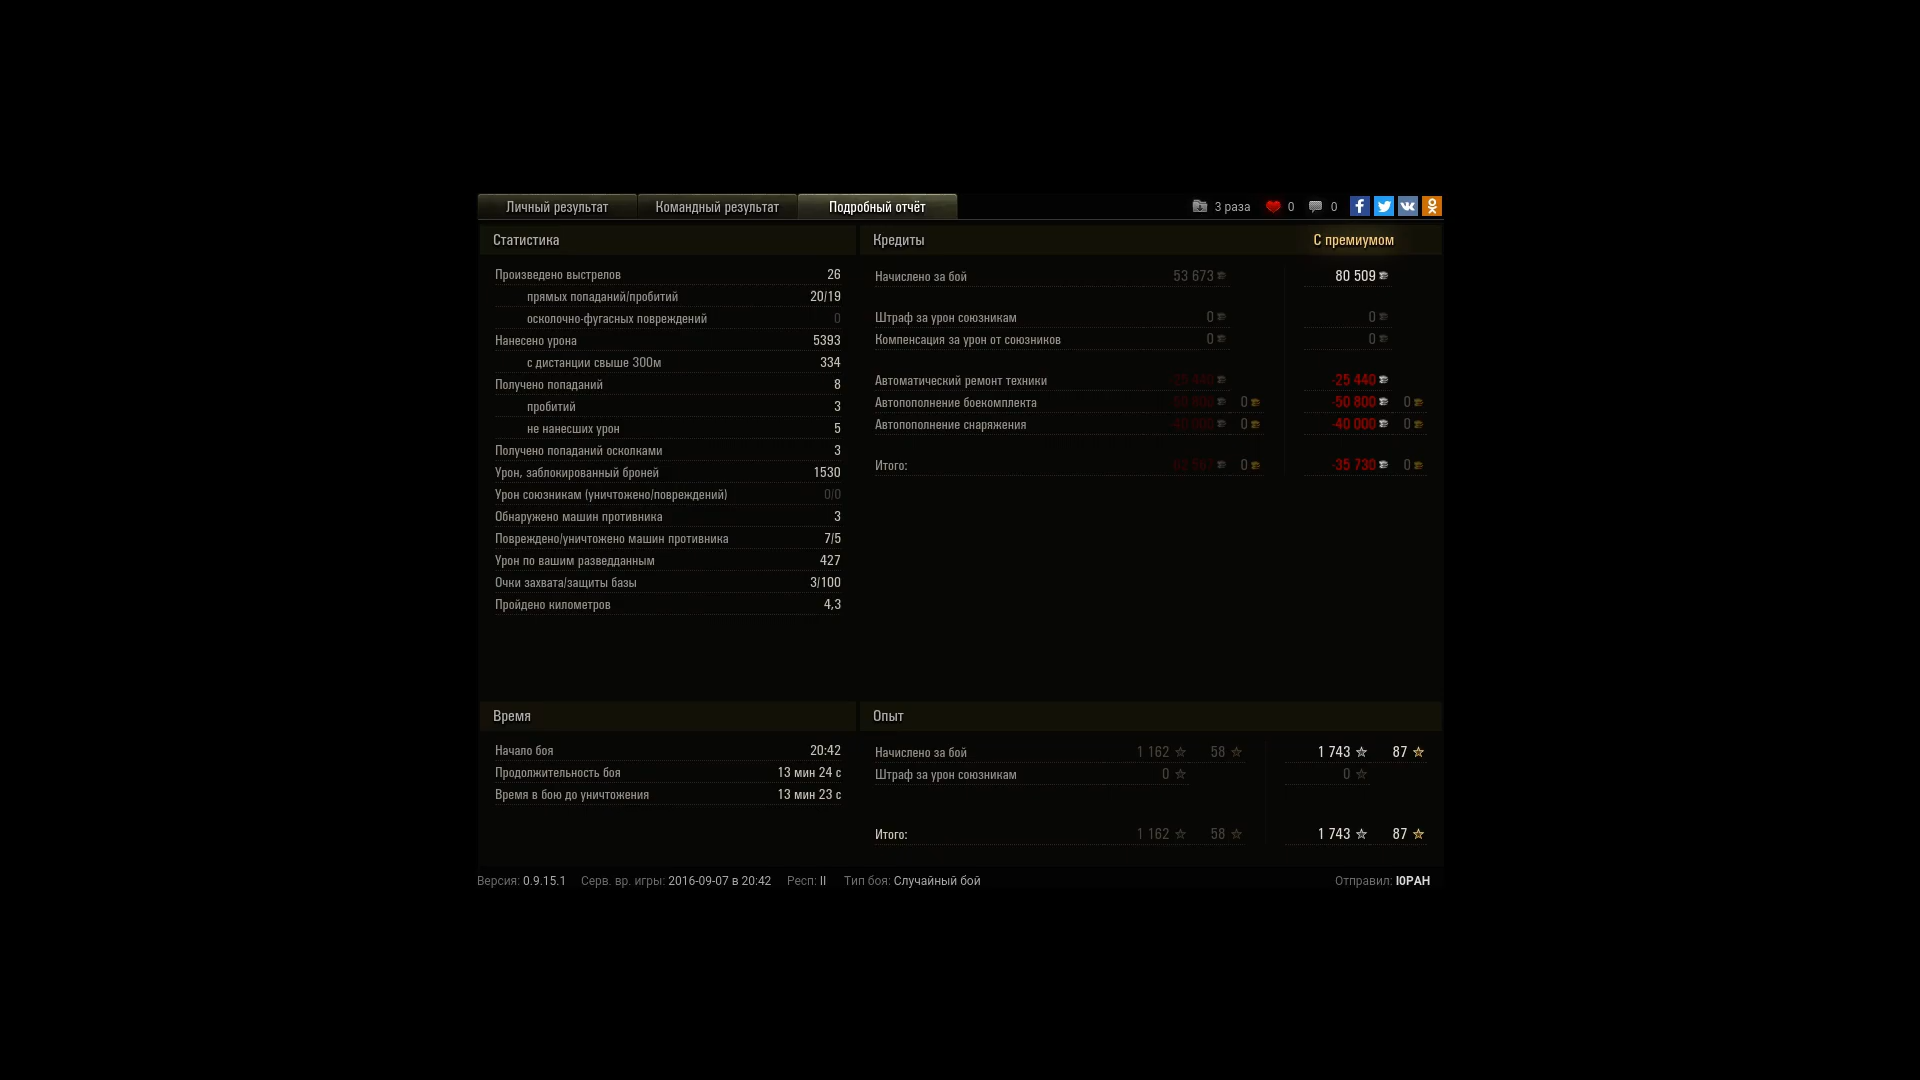 Личный результат Командный результат Подробный отчёт 3 раза 0 0
Статистика
Произведено выстрелов 26
прямых попаданий/пробитий 20/19
осколочно-фугасных повреждений 0
Нанесено урона 5393
с дистанции свыше 300м 334
Получено попаданий 8
пробитий 3
не нанесших урон 5
Получено попаданий осколками 3
Урон, заблокированный броней 1530
Урон союзникам (уничтожено/повреждений) 0/0
Обнаружено машин противника 3
Повреждено/уничтожено машин противника 7/5
Урон по вашим разведданным 427
Очки захвата/защиты базы 3/100
Пройдено километров 4,3
Кредиты С премиумом
Начислено за бой 53 673 80 509
Штраф за урон союзникам 0 0
Компенсация за урон от союзников 0 0
Автоматический ремонт техники -25 440 -25 440
Автопополнение боекомплекта -50 800 0 -50 800 0
Автопополнение снаряжения -40 000 0 -40 000 0
Итого: 0 -35 730 0
Время
Начало боя 20:42
Продолжительность боя 13 мин 24 с
Время в бою до уничтожения 13 мин 23 с
Опыт
Начислено за бой 1 162 58 1 743 87
Штраф за урон союзникам 0 0
Итого: 1 162 58 1 743 87
Версия: 0.9.15.1 Серв. вр. игры: 2016-09-07 в 20:42 Респ: II Тип боя: Случайный бой Отправил: I0PAH